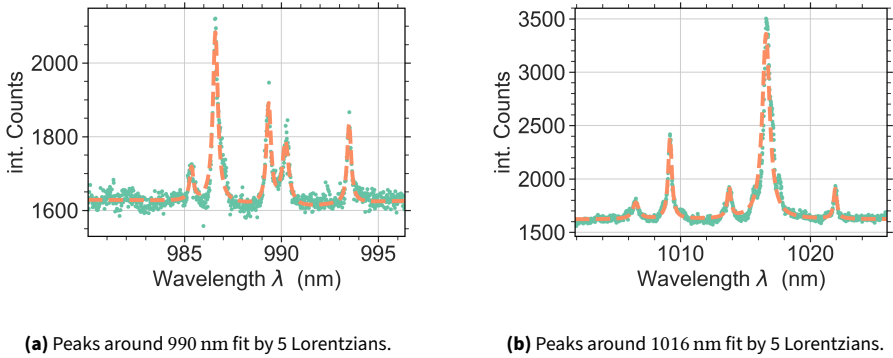 int. Counts
2000
1800
1600
985 990 995
Wavelength λ (nm)
(a) Peaks around 990 nm fit by 5 Lorentzians.
int. Counts
3500
3000
2500
2000
1500
1010 1020
Wavelength λ (nm)
(b) Peaks around 1016 nm fit by 5 Lorentzians.